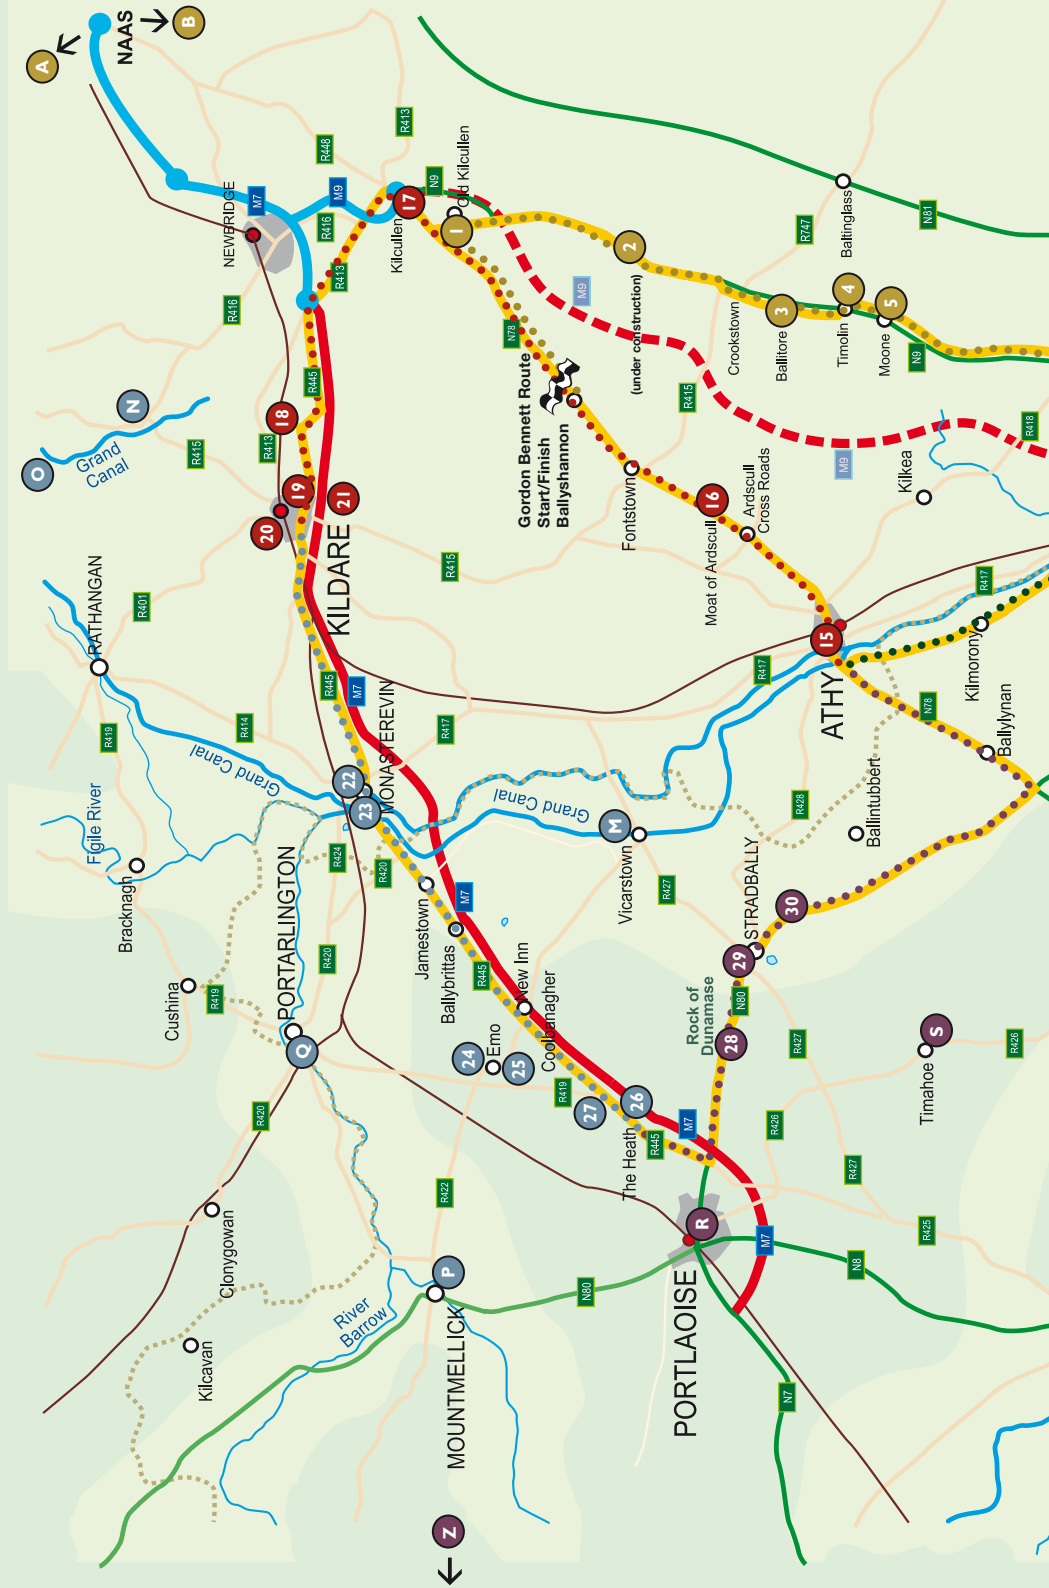 A
NAAS
B
NEWBRIDGE
M7
M9
R448
R413
N9
Old Kilcullen
17
Kilcullen
R416
R413
R416
1
2
(under construction)
R747
Baltinglass
N81
M9
Crookstown
3
Ballitore
4
Timolin
5
Moone
N9
N78
Gordon Bennett Route
Start/Finish
Ballyshannon
R415
M9
R418
Kilkea
O
N
Grand
Canal
R415
R413
18
R445
19
20
21
KILDARE
R415
Fontstown
16
Moat of Ardscull
Ardscull
Cross Roads
15
ATHY
R417
R417
Kilmorony
N78
Ballylynan
RATHANGAN
R401
R419
R414
Grand Canal
R445
M7
R417
MONASTEREVIN
22
23
Figile River
Bracknagh
R424
R420
Grand Canal
M
Vicarstown
R427
R428
Ballintubbert
STRADBALLY
30
29
N80
Rock of
Dunamase
28
Cushina
R419
PORTARLINGTON
Q
R420
Jamestown
Ballybrittas
M7
R445
New Inn
Coolbanagher
24
Emo
25
R419
27
26
The Heath
R445
M7
R427
Timahoe
S
R426
R426
R427
R425
R420
Clonygowan
Kilcavan
R422
River
Barrow
P
MOUNTMELLICK
N80
R
PORTLAOISE
M7
N8
N7
Z